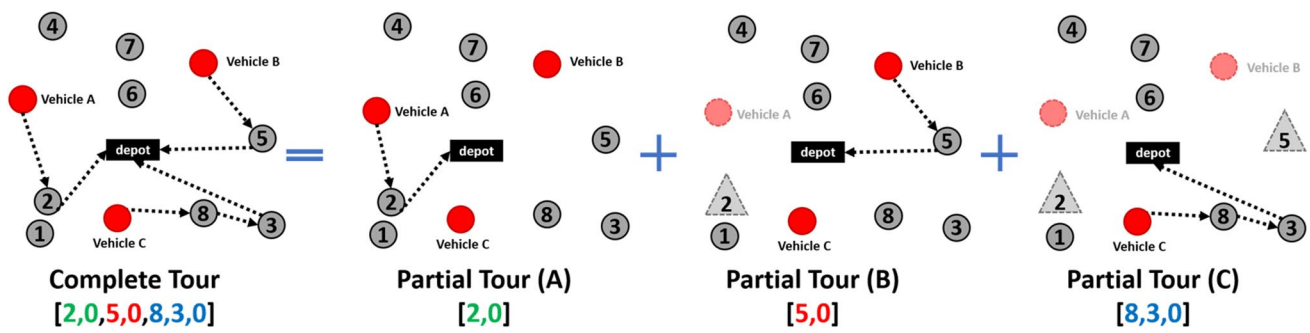 4
7
Vehicle B
Vehicle A
6
5
depot
2
8
3
1
Vehicle C
Complete Tour
[2,0,5,0,8,3,0]
=
4
7
Vehicle B
Vehicle A
6
5
depot
2
8
3
1
Vehicle C
Partial Tour (A)
[2,0]
+
4
7
Vehicle B
Vehicle A
6
5
depot
2
8
3
1
Vehicle C
Partial Tour (B)
[5,0]
+
4
7
Vehicle B
Vehicle A
6
5
depot
2
8
3
1
Vehicle C
Partial Tour (C)
[8,3,0]